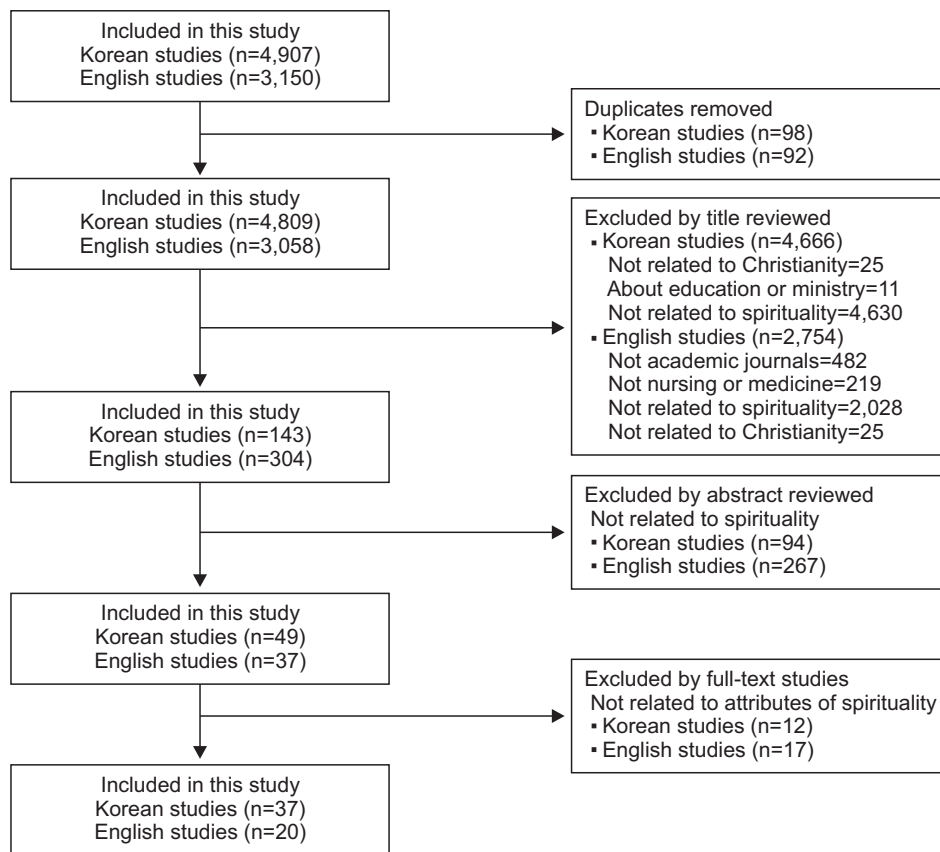 Included in this study
Korean studies (n=4,907)
English studies (n=3,150)
Duplicates removed
▪ Korean studies (n=98)
▪ English studies (n=92)
Included in this study
Korean studies (n=4,809)
English studies (n=3,058)
Excluded by title reviewed
▪ Korean studies (n=4,666)
Not related to Christianity=25
About education or ministry=11
Not related to spirituality=4,630
▪ English studies (n=2,754)
Not academic journals=482
Not nursing or medicine=219
Not related to spirituality=2,028
Not related to Christianity=25
Included in this study
Korean studies (n=143)
English studies (n=304)
Excluded by abstract reviewed
Not related to spirituality
▪ Korean studies (n=94)
▪ English studies (n=267)
Included in this study
Korean studies (n=49)
English studies (n=37)
Excluded by full-text studies
Not related to attributes of spirituality
▪ Korean studies (n=12)
▪ English studies (n=17)
Included in this study
Korean studies (n=37)
English studies (n=20)